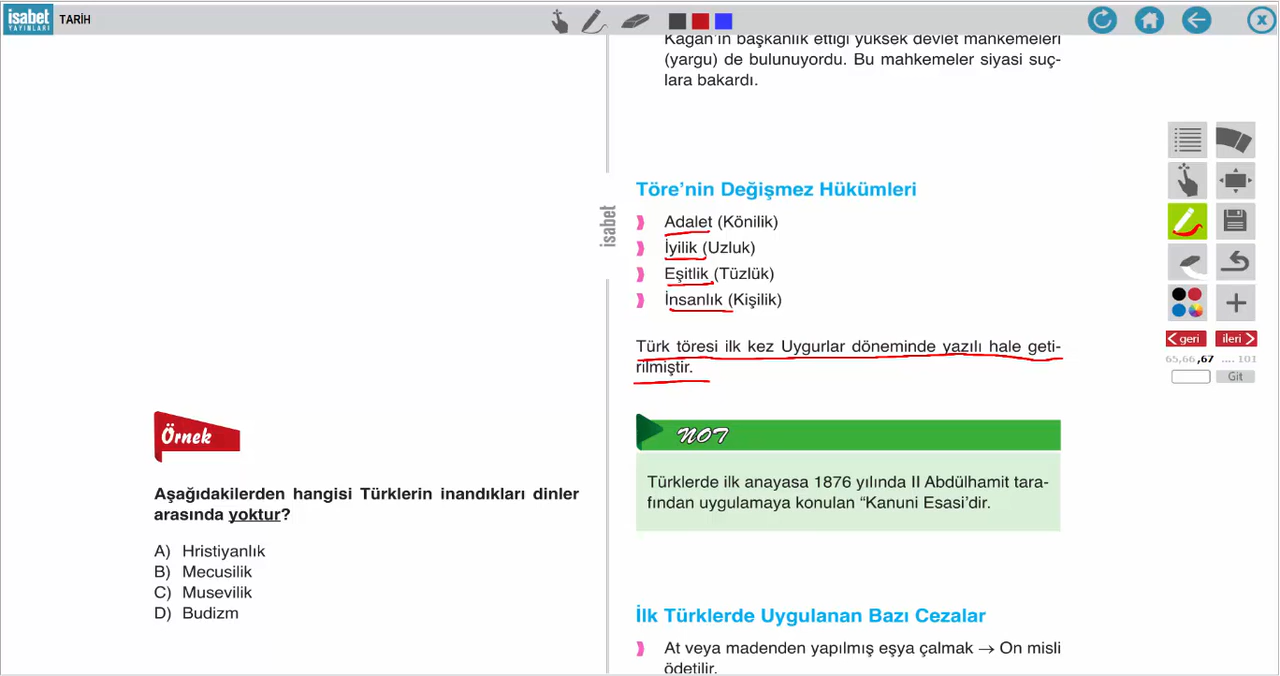 isabet
YAYINLARI
TARİH
Aşağıdakilerden hangisi Türklerin inandıkları dinler
arasında yoktur?
A) Hristiyanlık
B) Mecusilik
C) Musevilik
D) Budizm
Örnek
isabet
Kağan'ın başkanlık ettiği yüksek devlet mahkemeleri
(yargu) de bulunuyordu. Bu mahkemeler siyasi suç-
lara bakardı.
Töre'nin Değişmez Hükümleri
Adalet (Könilik)
İyilik (Uzluk)
Eşitlik (Tüzlük)
İnsanlık (Kişilik)
Türk töresi ilk kez Uygurlar döneminde yazılı hale geti-
rilmiştir.
NOT
Türklerde ilk anayasa 1876 yılında II Abdülhamit tara-
fından uygulamaya konulan “Kanuni Esasi’dir.
İlk Türklerde Uygulanan Bazı Cezalar
At veya madenden yapılmış eşya çalmak → On misli
ödetilir.
geri
ileri
65,66,67 .... 101
Git